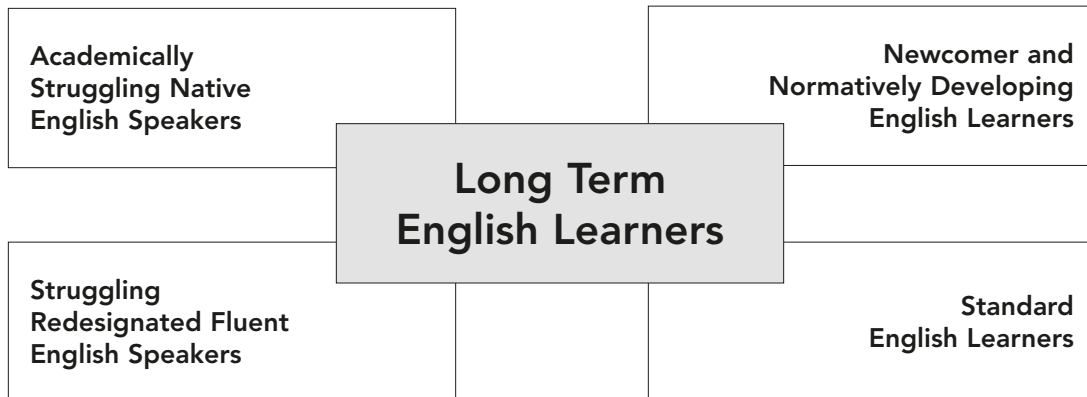 Academically
Struggling Native
English Speakers
Newcomer and
Normatively Developing
English Learners
Long Term
English Learners
Struggling
Redesignated Fluent
English Speakers
Standard
English Learners